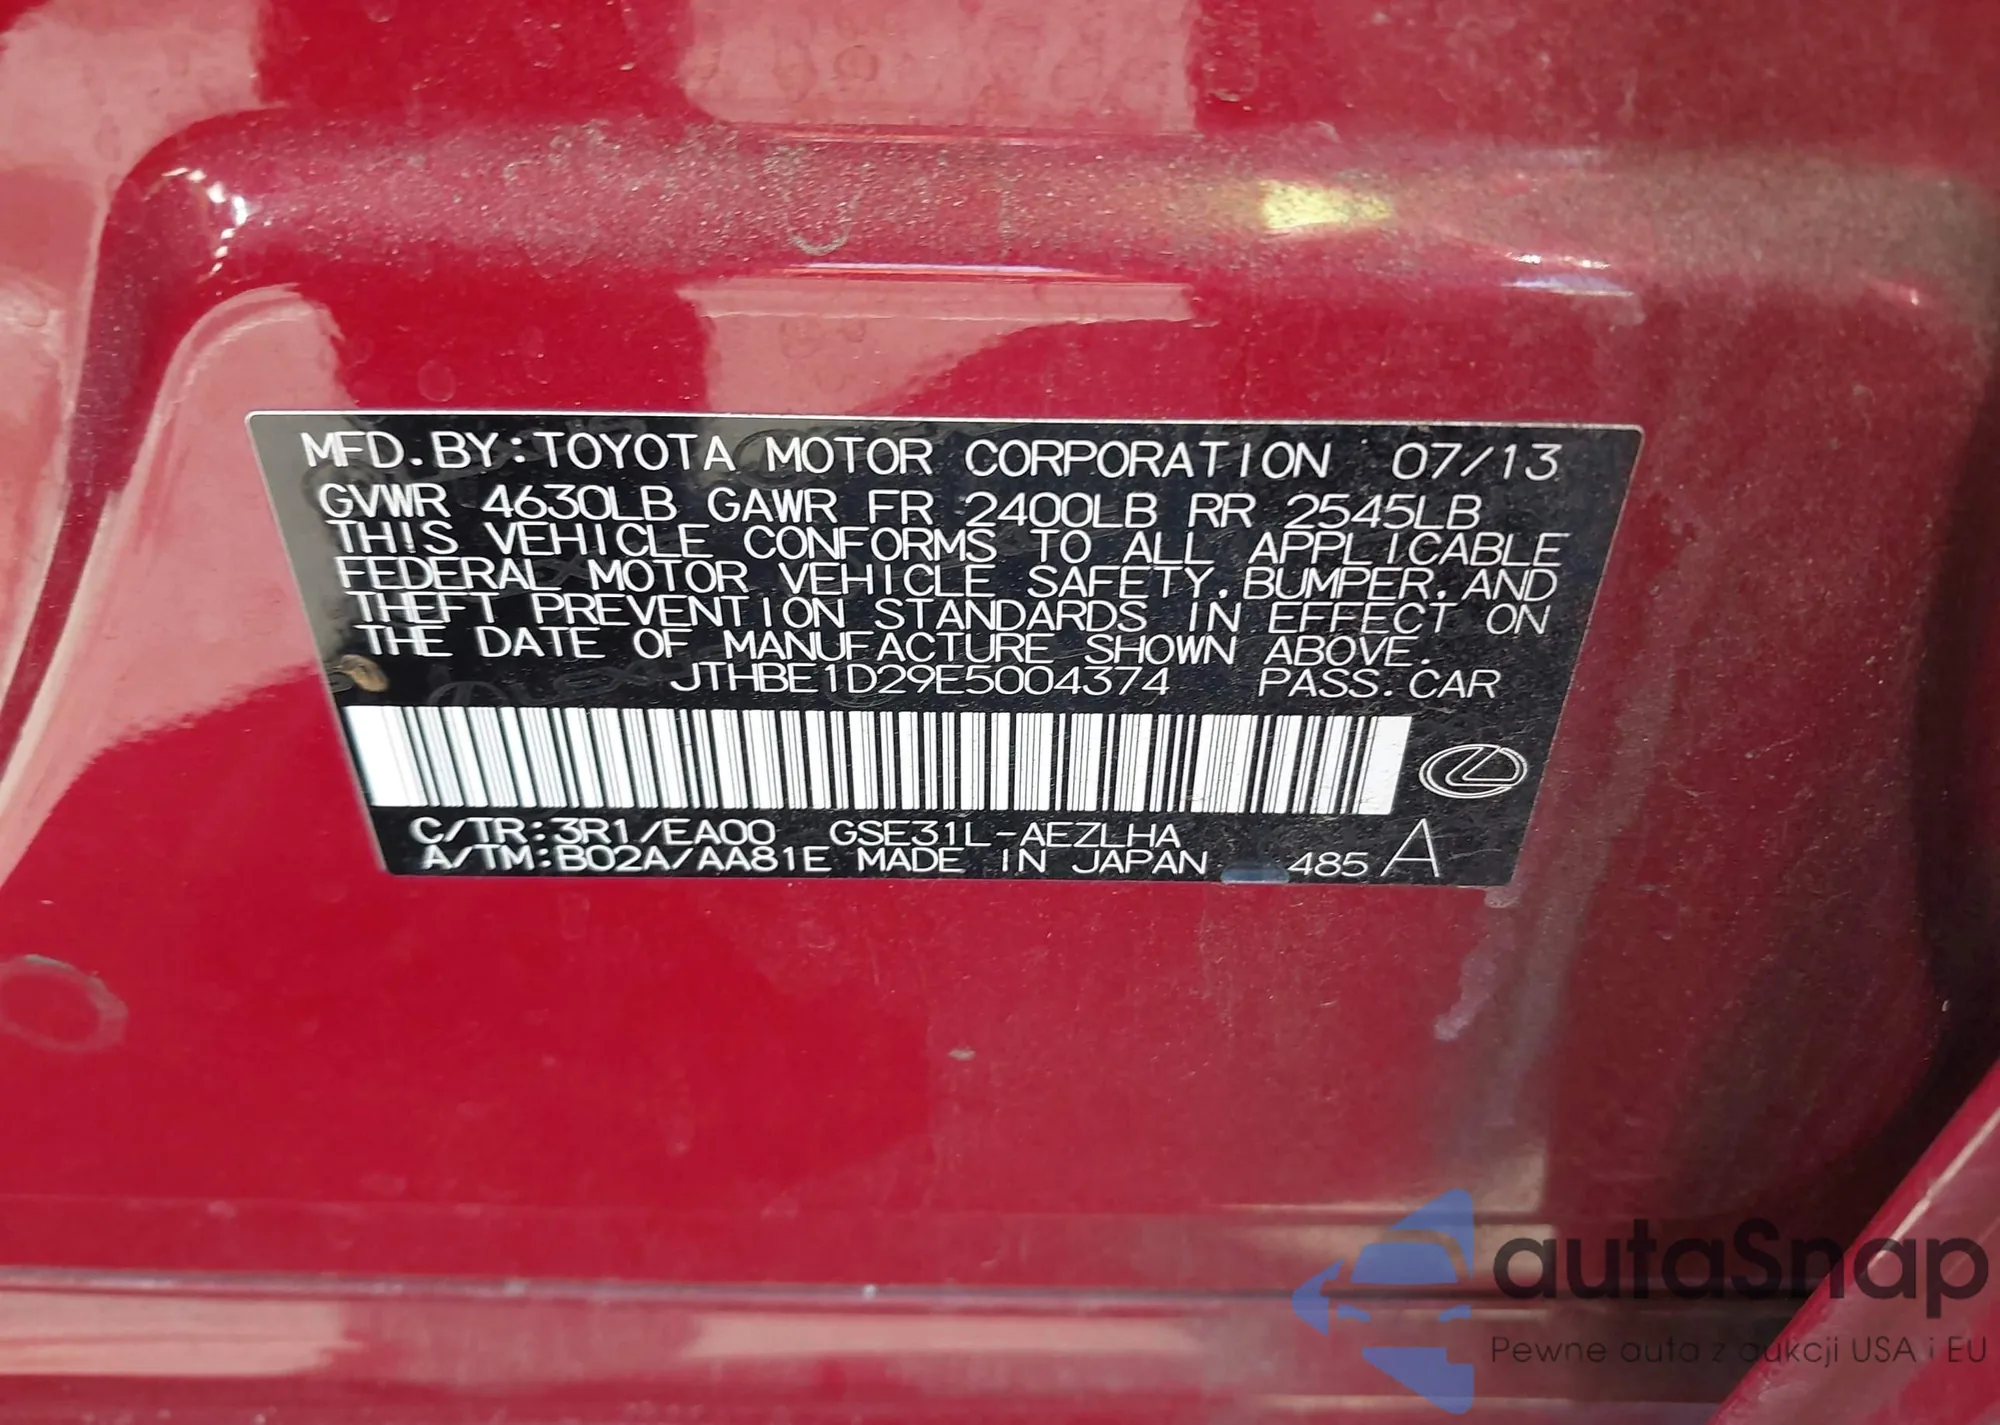 MFD. BY: TOYOTA MOTOR CORPORATION 07/13
GVWR 4630LB GAWR FR 2400LB RR 2545LB
THIS VEHICLE CONFORMS TO ALL APPLICABLE
FEDERAL MOTOR VEHICLE SAFETY, BUMPER, AND
THEFT PREVENTION STANDARDS IN EFFECT ON
THE DATE OF MANUFACTURE SHOWN ABOVE.
JTHBE1D29E5004374 PASS. CAR
C/TR: 3R1/EA00 GSE31L-AEZLHA
A/TM: B02A/AA81E MADE IN JAPAN 485 A
autaSnap
Pewne auta z aukcji USA i EU